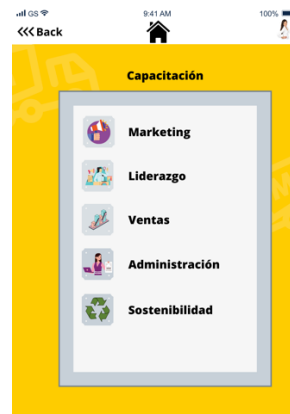 GS 9:41 AM 100%
<<< Back
Capacitación
Marketing
Liderazgo
Ventas
Administración
Sostenibilidad